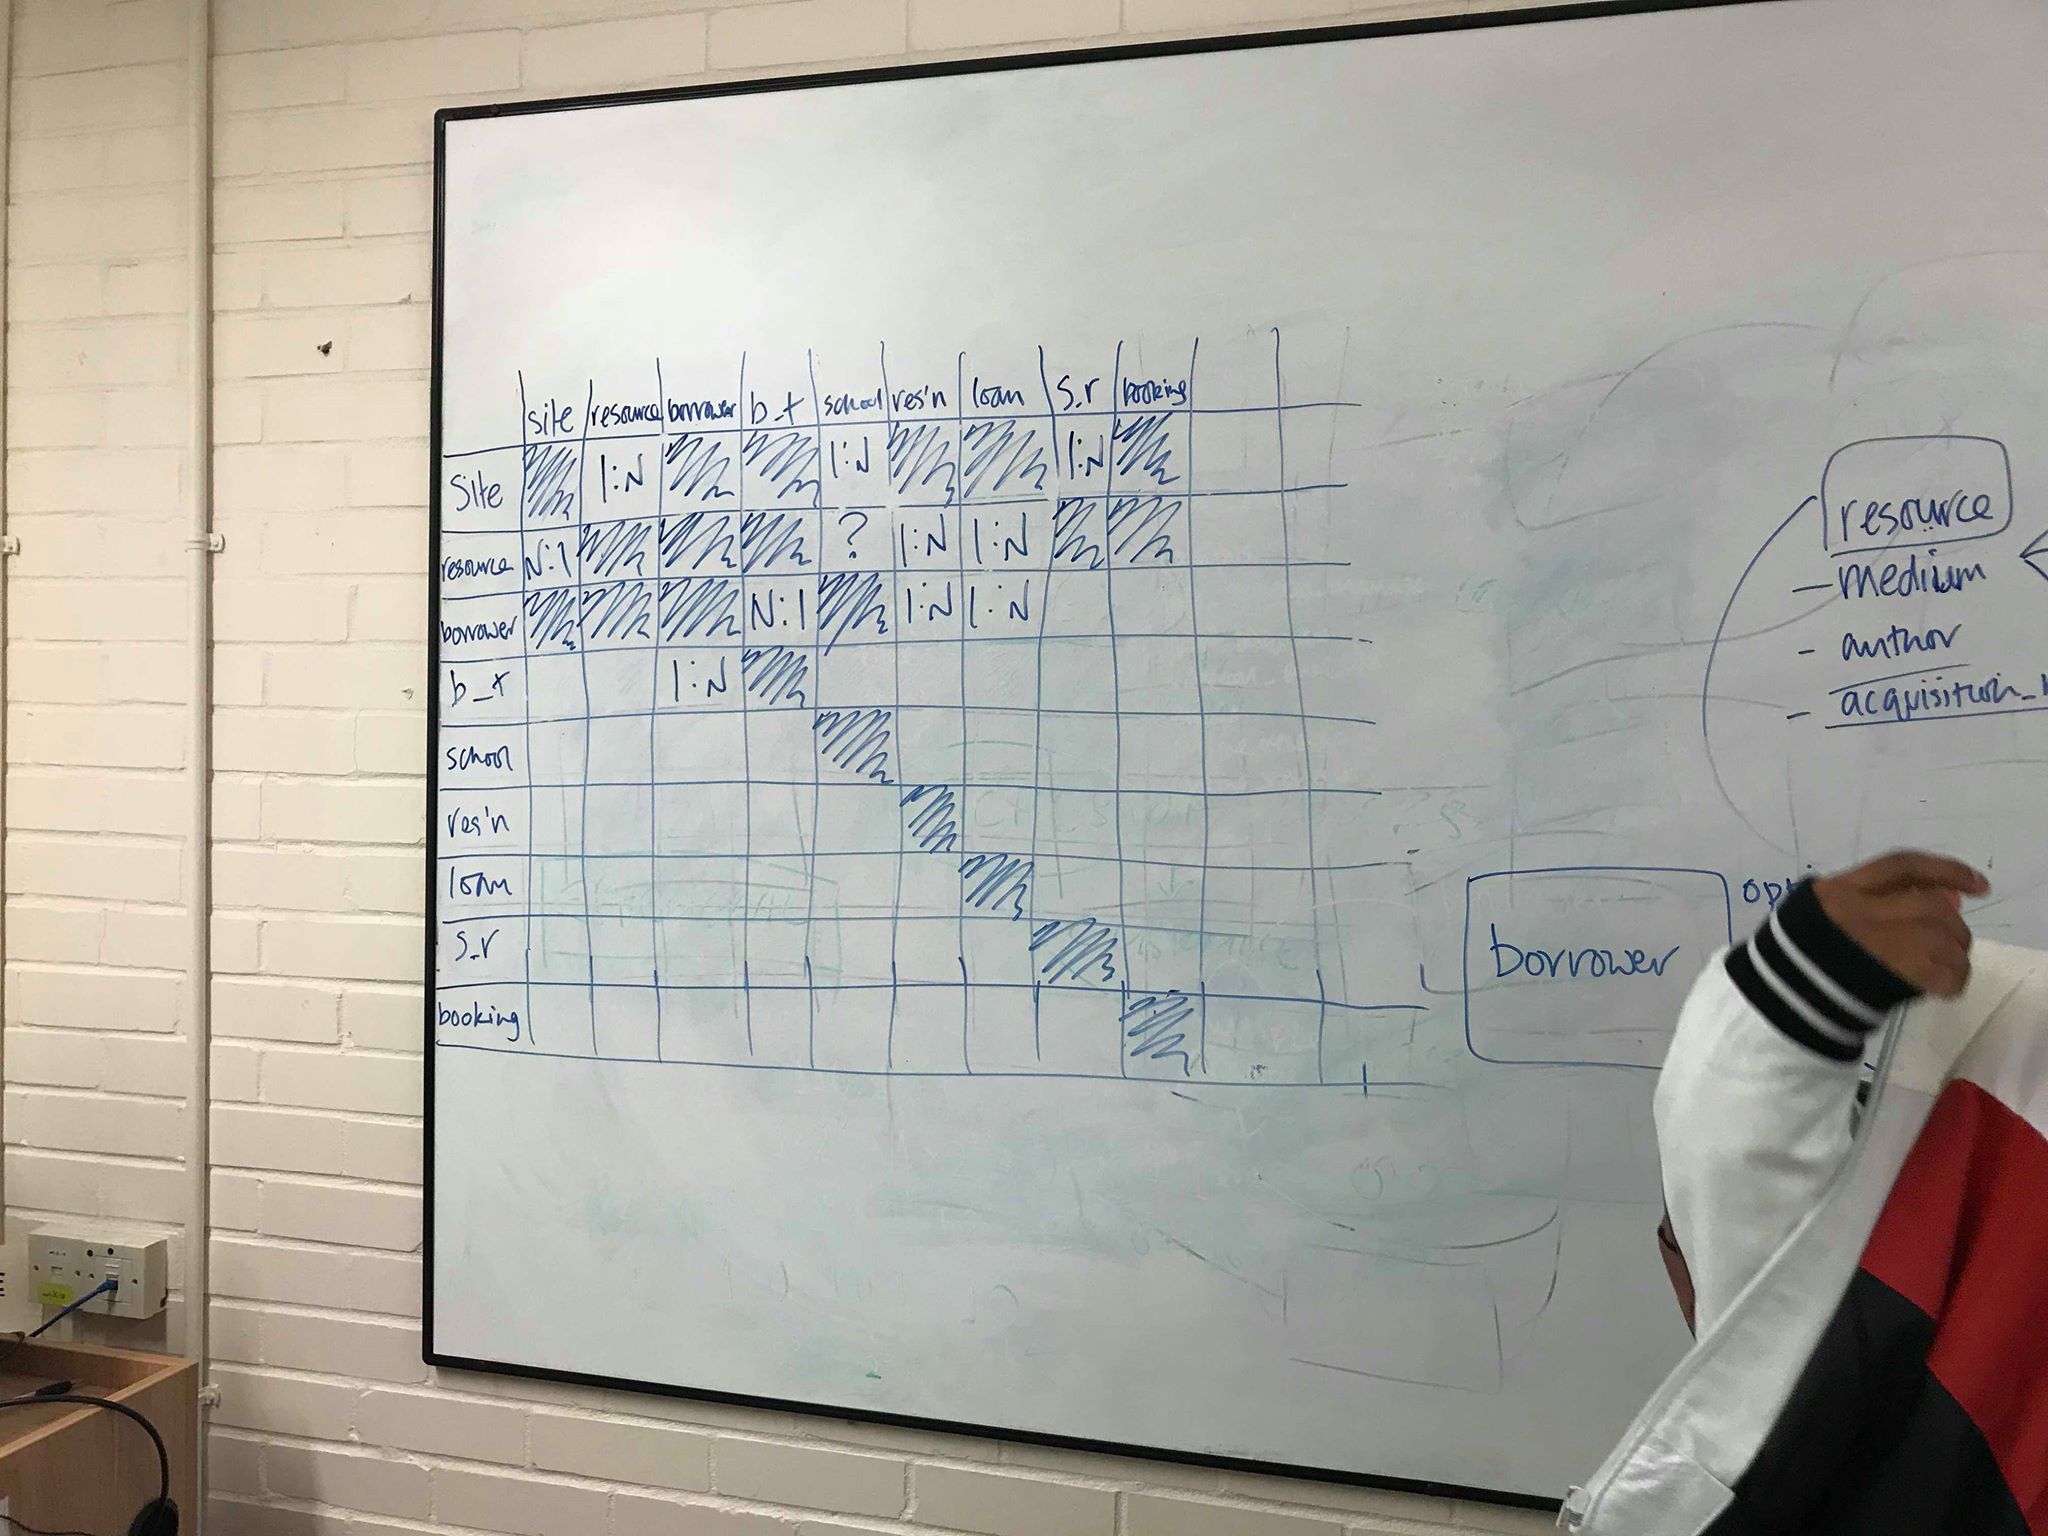 site resource borrower b_t school res'n loan s_r booking
Site 1:N 1:N 1:N
resource N:1 ? 1:N 1:N
borrower N:1 1:N 1:N
b_t 1:N
school
res'n
loan
s_r
booking
resource
- medium
- author
- acquisition_
borrower